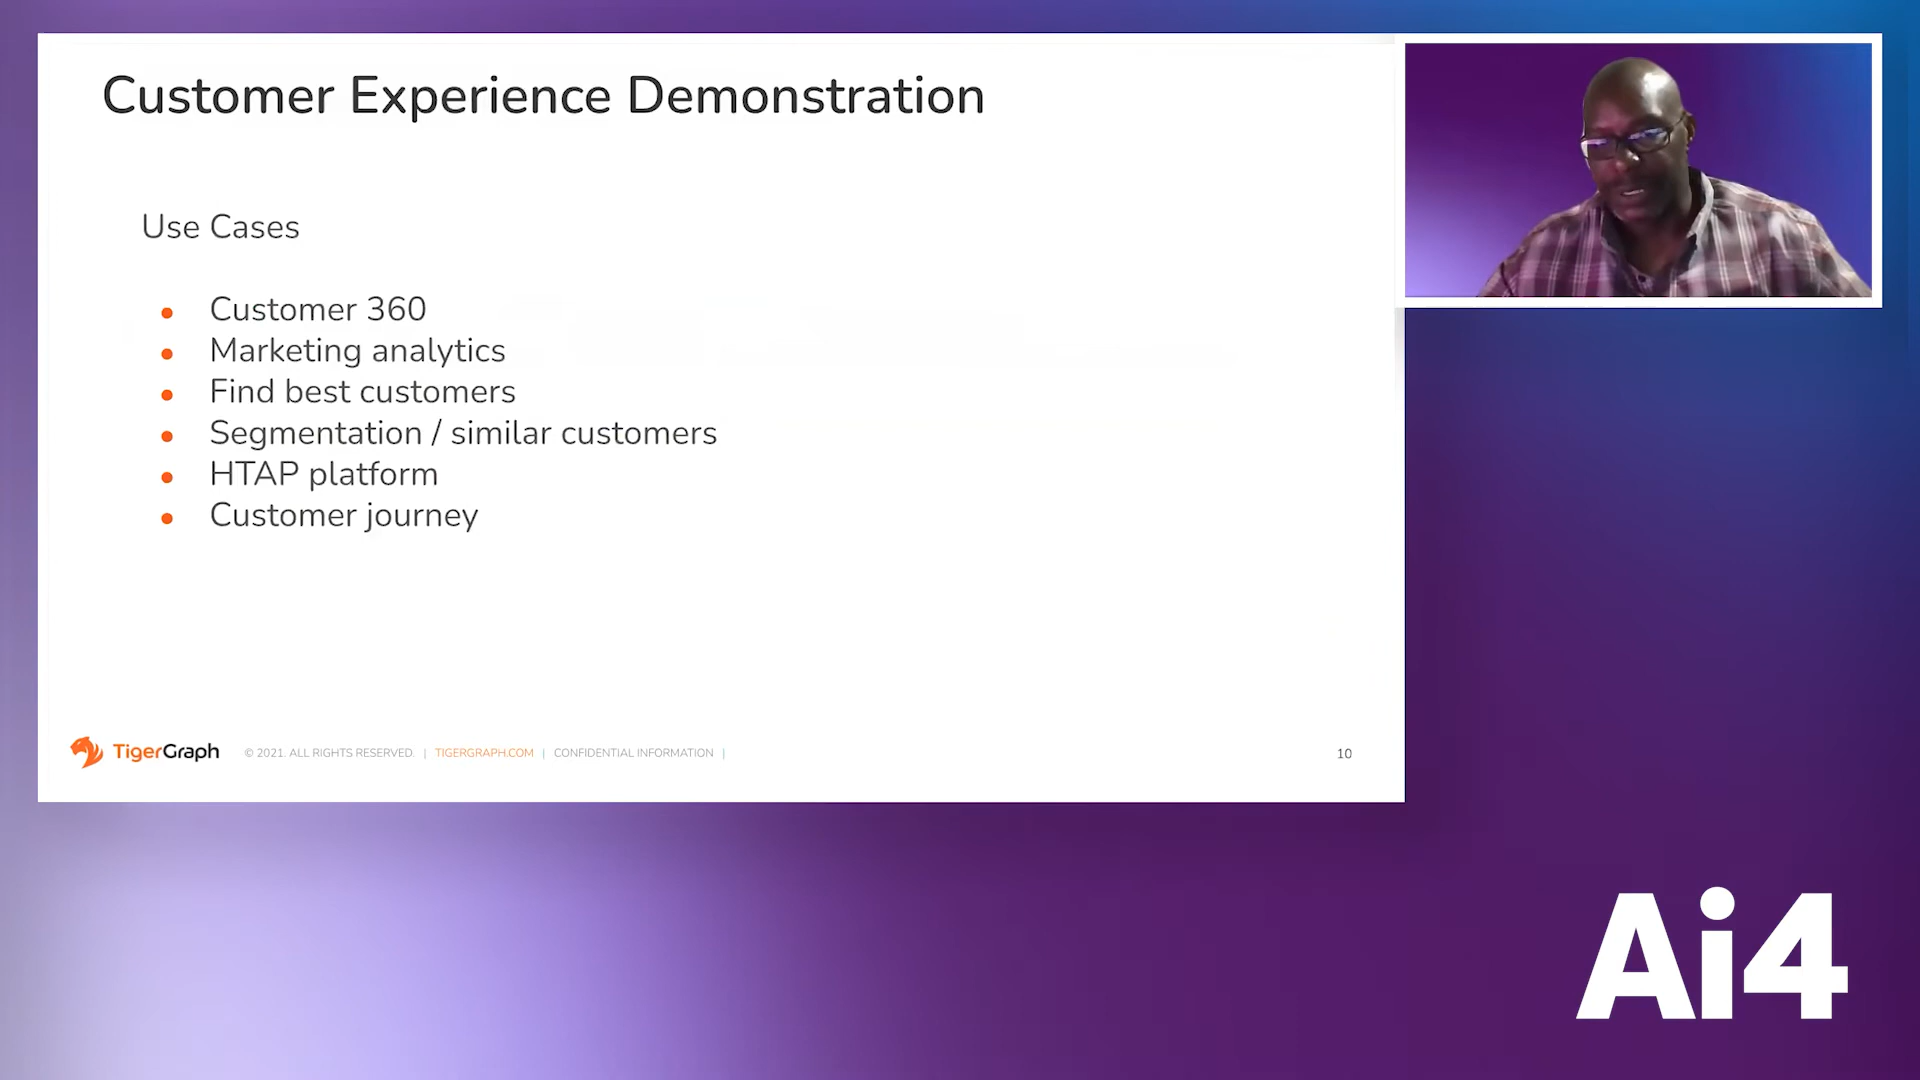 Customer Experience Demonstration
Use Cases
• Customer 360
• Marketing analytics
• Find best customers
• Segmentation / similar customers
• HTAP platform
• Customer journey
TigerGraph © 2021. ALL RIGHTS RESERVED. | TIGERGRAPH.COM | CONFIDENTIAL INFORMATION | 10
Ai4